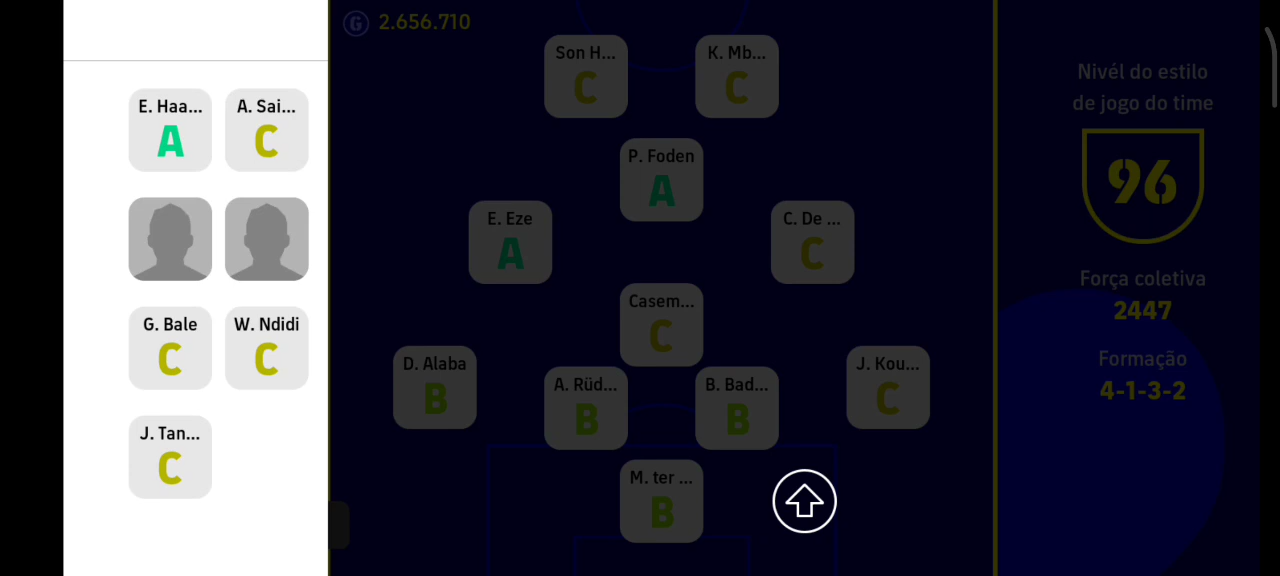 E. Haa...
A
A. Sai...
C
G. Bale
C
W. Ndidi
C
J. Tan...
C
G 2.656.710
Son H...
C
K. Mb...
C
P. Foden
A
E. Eze
A
C. De ...
C
Casem...
C
D. Alaba
B
A. Rüd...
B
B. Bad...
B
J. Kou...
C
M. ter ...
B
Nivél do estilo
de jogo do time
96
Força coletiva
2447
Formação
4-1-3-2